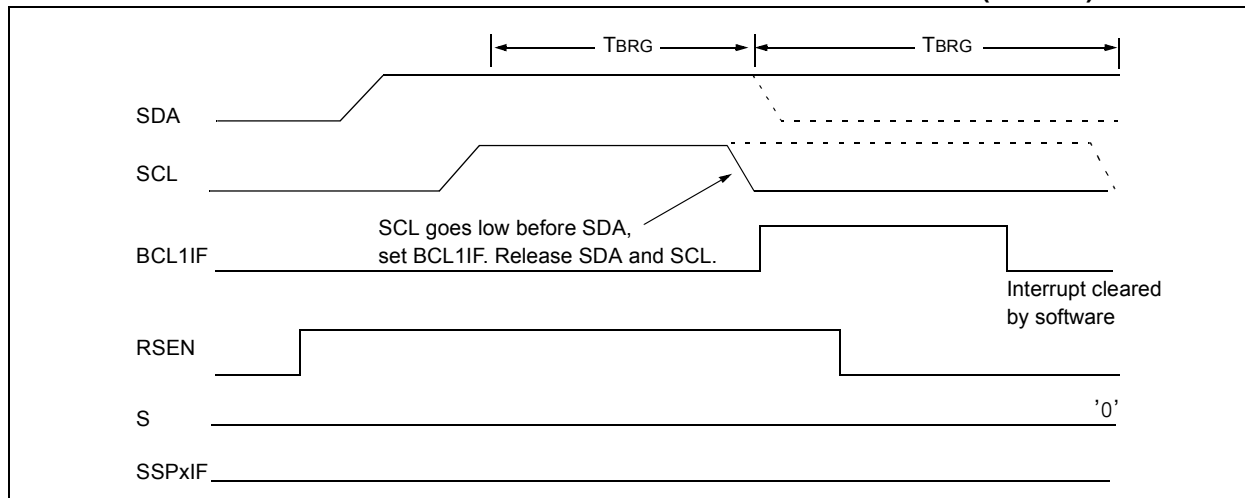 TBRG
TBRG
SDA
SCL
SCL goes low before SDA,
set BCL1IF. Release SDA and SCL.
BCL1IF
Interrupt cleared
by software
RSEN
S
'0'
SSPxIF